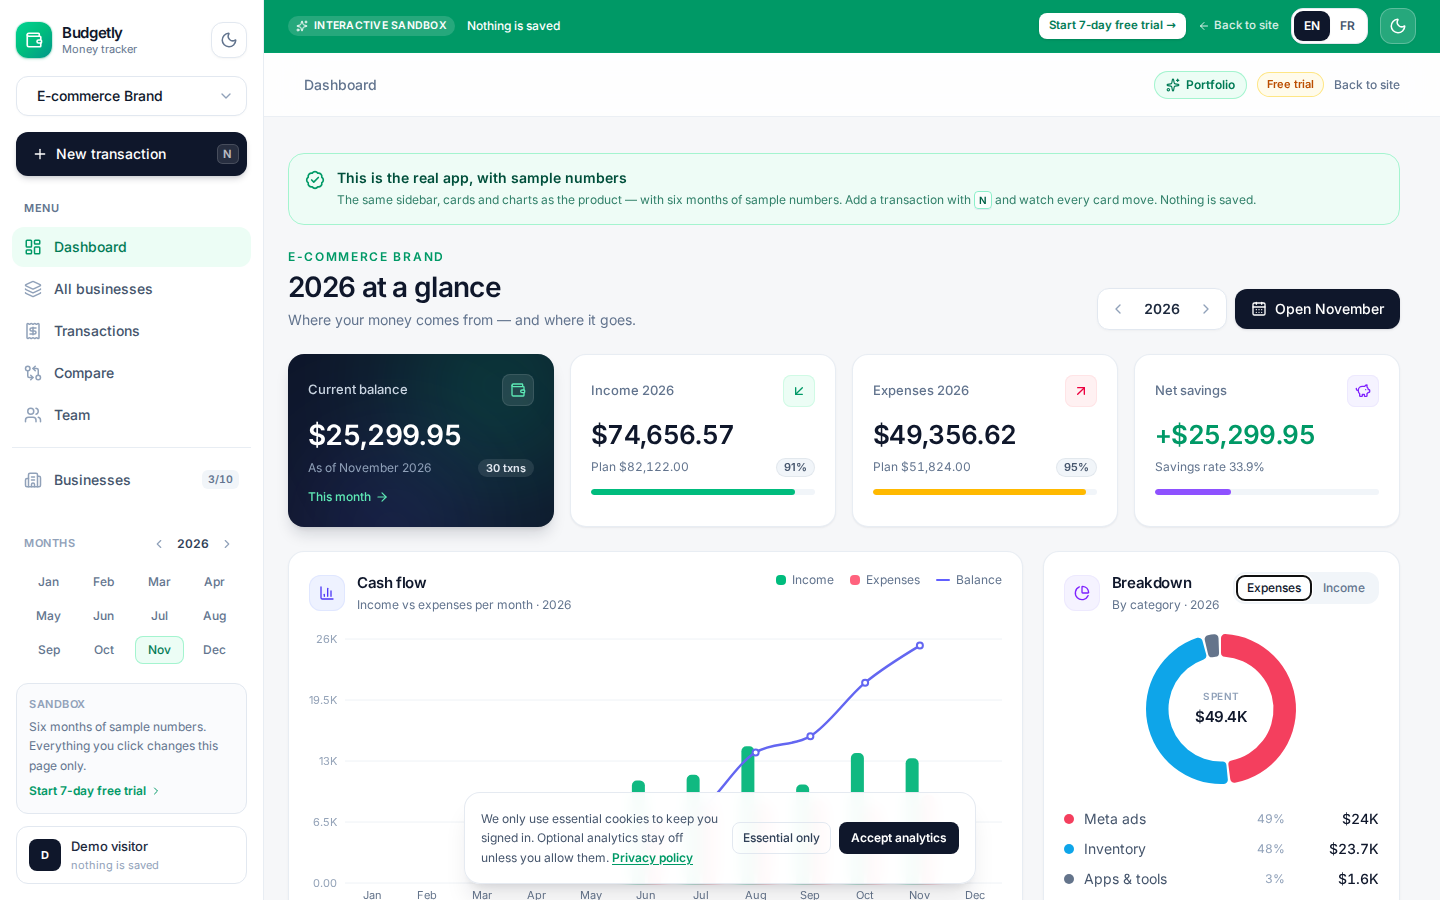 Budgetly
Money tracker
E-commerce Brand
New transaction N
MENU
Dashboard
All businesses
Transactions
Compare
Team
Businesses 3/10
MONTHS 2026
Jan Feb Mar Apr
May Jun Jul Aug
Sep Oct Nov Dec
SANDBOX
Six months of sample numbers.
Everything you click changes this
page only.
Start 7-day free trial
D Demo visitor
nothing is saved
INTERACTIVE SANDBOX Nothing is saved
Start 7-day free trial → ← Back to site EN FR
Dashboard
Portfolio Free trial Back to site
This is the real app, with sample numbers
The same sidebar, cards and charts as the product — with six months of sample numbers. Add a transaction with N and watch every card move. Nothing is saved.
E-COMMERCE BRAND
2026 at a glance
Where your money comes from — and where it goes.
2026
Open November
Current balance
$25,299.95
As of November 2026 30 txns
This month →
Income 2026
$74,656.57
Plan $82,122.00 91%
Expenses 2026
$49,356.62
Plan $51,824.00 95%
Net savings
+$25,299.95
Savings rate 33.9%
Cash flow
Income vs expenses per month · 2026
Income Expenses Balance
26K
19.5K
13K
6.5K
0.00
Jan Feb Mar Apr May Jun Jul Aug Sep Oct Nov Dec
Breakdown
By category · 2026
Expenses Income
SPENT
$49.4K
Meta ads 49% $24K
Inventory 48% $23.7K
Apps & tools 3% $1.6K
We only use essential cookies to keep you
signed in. Optional analytics stay off
unless you allow them. Privacy policy
Essential only
Accept analytics